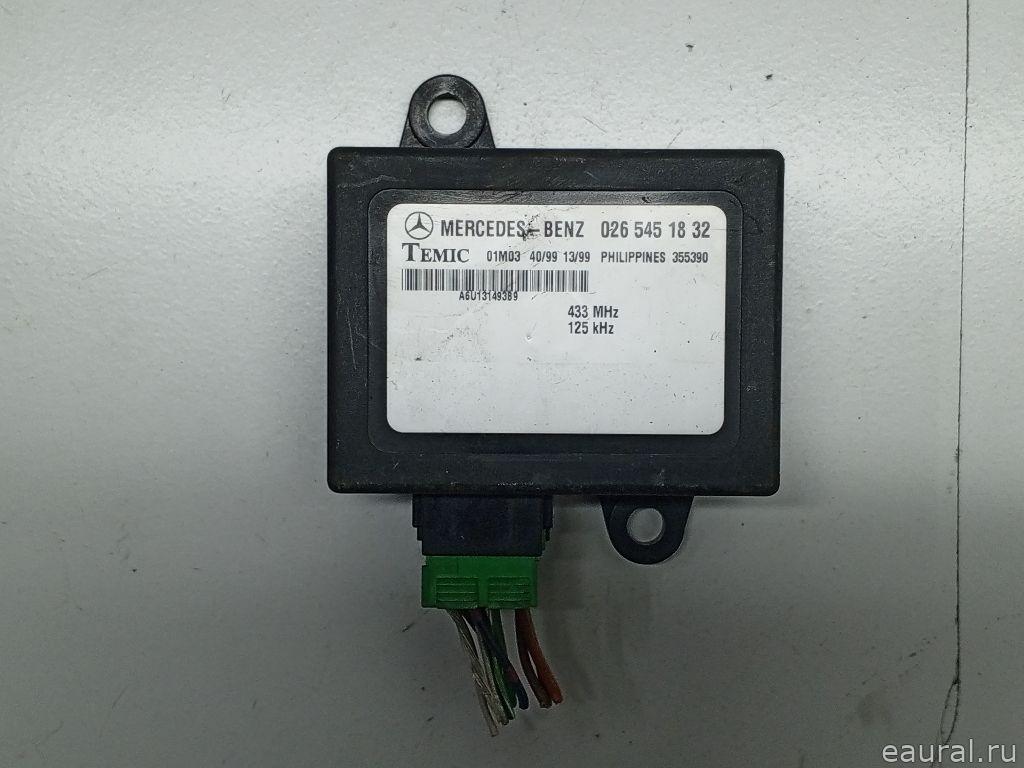 MERCEDES-BENZ 026 545 18 32
TEMIC 01M03 40/99 13/99 PHILIPPINES 355390
A6U13149389
433 MHz
125 kHz
eaural.ru